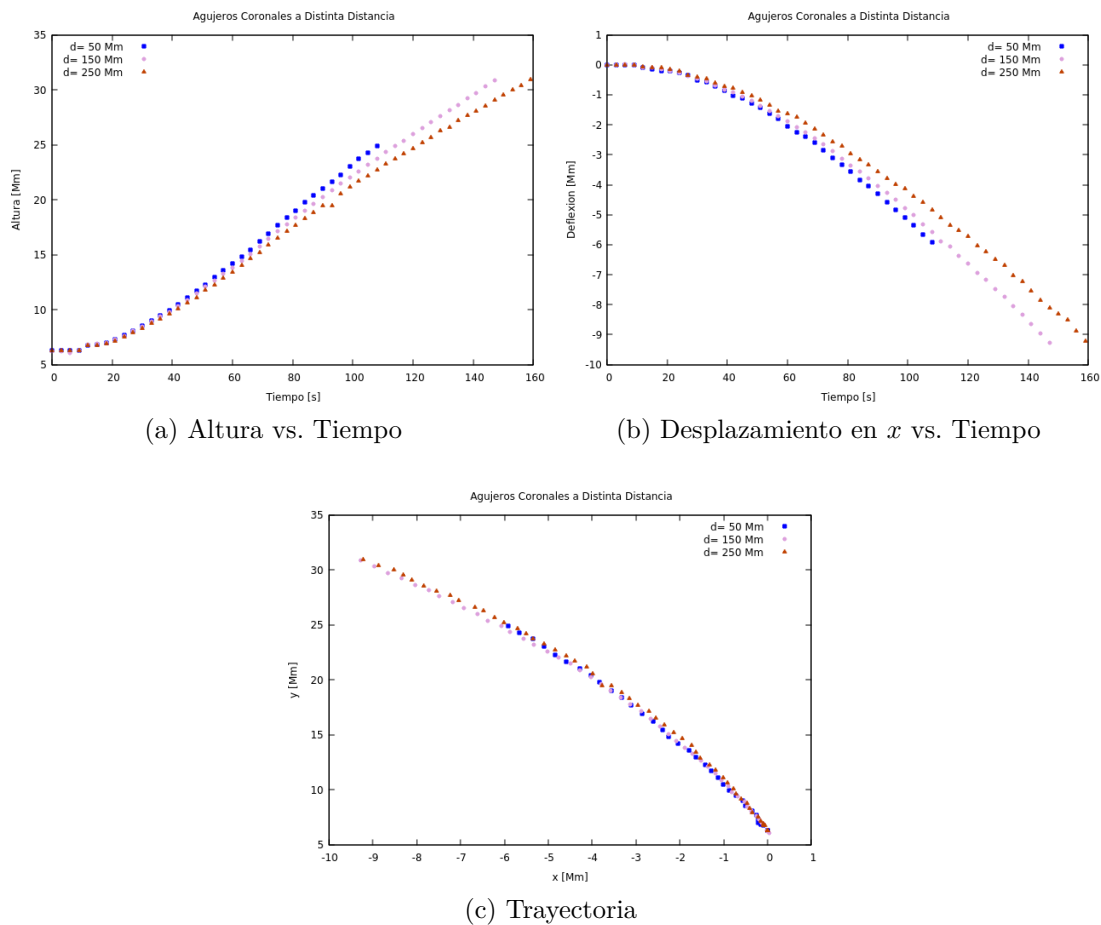 Agujeros Coronales a Distinta Distancia
35
30
25
20
15
10
5
0 20 40 60 80 100 120 140 160
Altura [Mm]
Tiempo [s]
d= 50 Mm
d= 150 Mm
d= 250 Mm
(a) Altura vs. Tiempo
Agujeros Coronales a Distinta Distancia
1
0
-1
-2
-3
-4
-5
-6
-7
-8
-9
-10
0 20 40 60 80 100 120 140 160
Deflexion [Mm]
Tiempo [s]
d= 50 Mm
d= 150 Mm
d= 250 Mm
(b) Desplazamiento en x vs. Tiempo
Agujeros Coronales a Distinta Distancia
35
30
25
20
15
10
5
-10 -9 -8 -7 -6 -5 -4 -3 -2 -1 0 1
y [Mm]
x [Mm]
d= 50 Mm
d= 150 Mm
d= 250 Mm
(c) Trayectoria